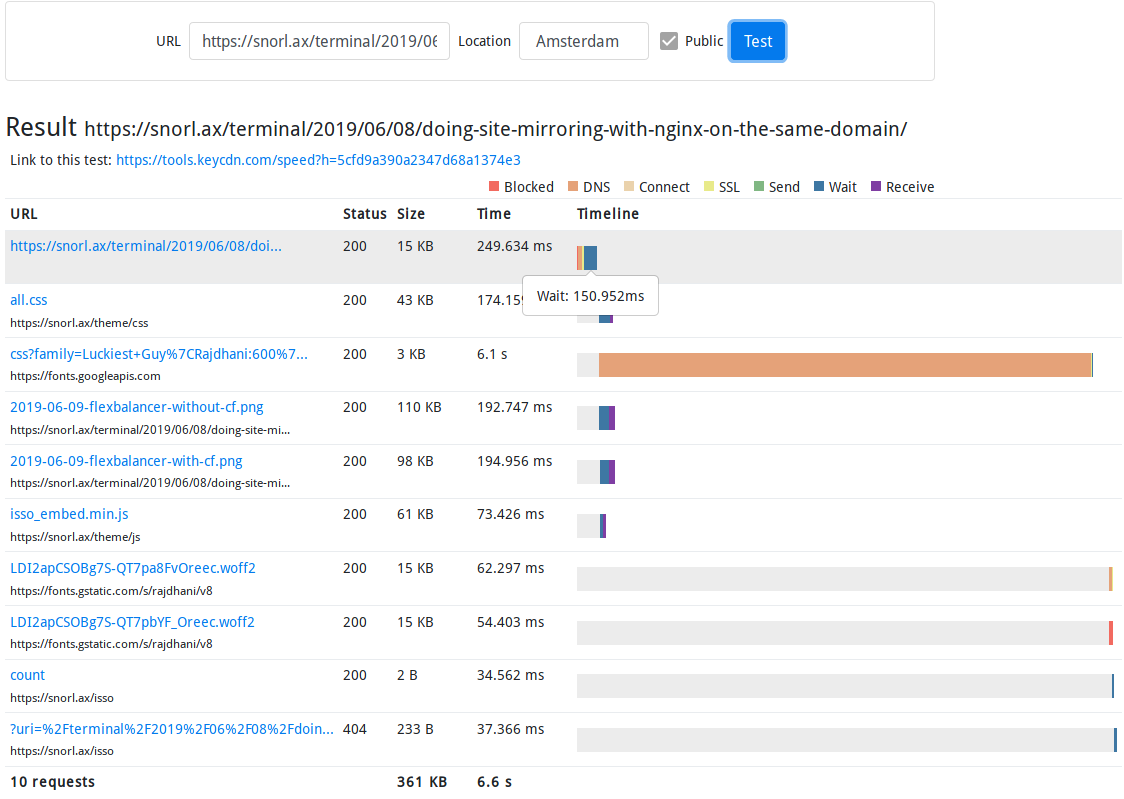 URL https://snorl.ax/terminal/2019/06 Location Amsterdam Public Test
Result https://snorl.ax/terminal/2019/06/08/doing-site-mirroring-with-nginx-on-the-same-domain/
Link to this test: https://tools.keycdn.com/speed?h=5cfd9a390a2347d68a1374e3
Blocked DNS Connect SSL Send Wait Receive
URL Status Size Time Timeline
https://snorl.ax/terminal/2019/06/08/doi... 200 15 KB 249.634 ms
Wait: 150.952ms
all.css 200 43 KB 174.15
https://snorl.ax/theme/css
css?family=Luckiest+Guy%7CRajdhani:600%7... 200 3 KB 6.1 s
https://fonts.googleapis.com
2019-06-09-flexbalancer-without-cf.png 200 110 KB 192.747 ms
https://snorl.ax/terminal/2019/06/08/doing-site-mi...
2019-06-09-flexbalancer-with-cf.png 200 98 KB 194.956 ms
https://snorl.ax/terminal/2019/06/08/doing-site-mi...
isso_embed.min.js 200 61 KB 73.426 ms
https://snorl.ax/theme/js
LDI2apCSOBg7S-QT7pa8FvOreec.woff2 200 15 KB 62.297 ms
https://fonts.gstatic.com/s/rajdhani/v8
LDI2apCSOBg7S-QT7pbYF_Oreec.woff2 200 15 KB 54.403 ms
https://fonts.gstatic.com/s/rajdhani/v8
count 200 2 B 34.562 ms
https://snorl.ax/isso
?uri=%2Fterminal%2F2019%2F06%2F08%2Fdoin... 404 233 B 37.366 ms
https://snorl.ax/isso
10 requests 361 KB 6.6 s